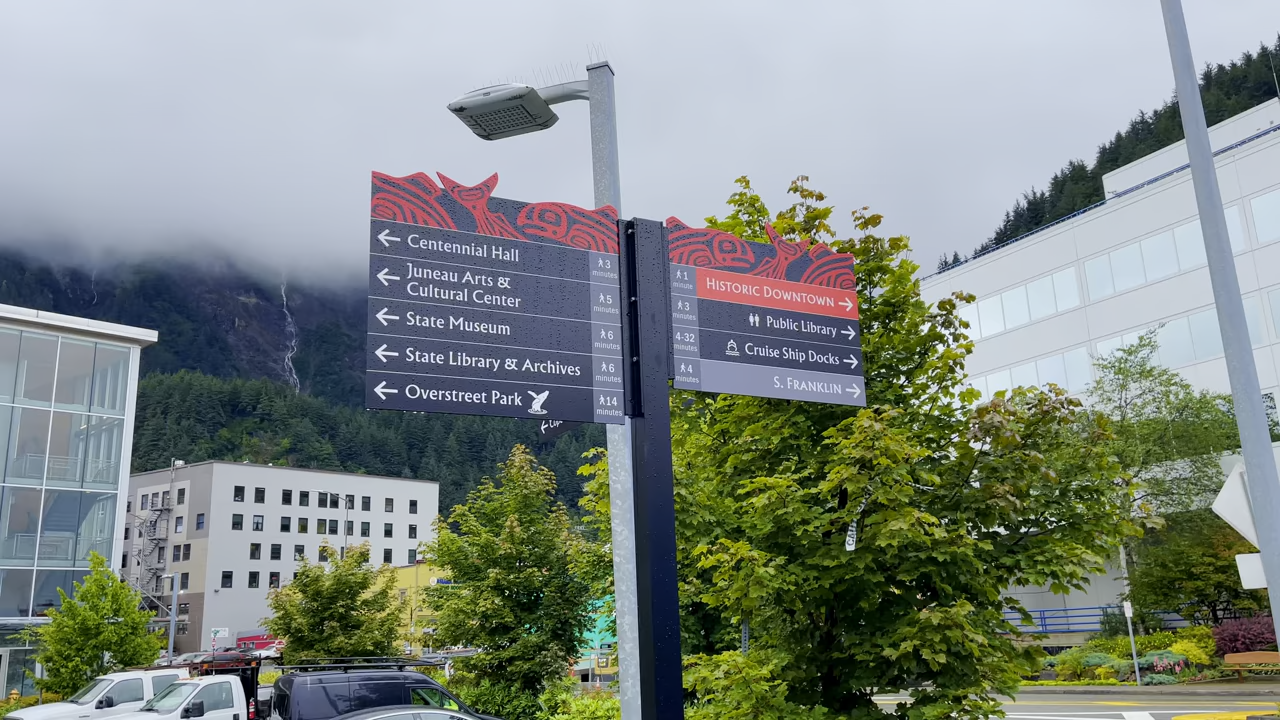 Centennial Hall
3
minute
Juneau Arts &
Cultural Center
5
minutes
State Museum
6
minutes
State Library & Archives
6
minutes
Overstreet Park
14
minutes
1
minute
HISTORIC DOWNTOWN
3
minutes
Public Library
4-32
minutes
Cruise Ship Docks
4
minutes
S. FRANKLIN